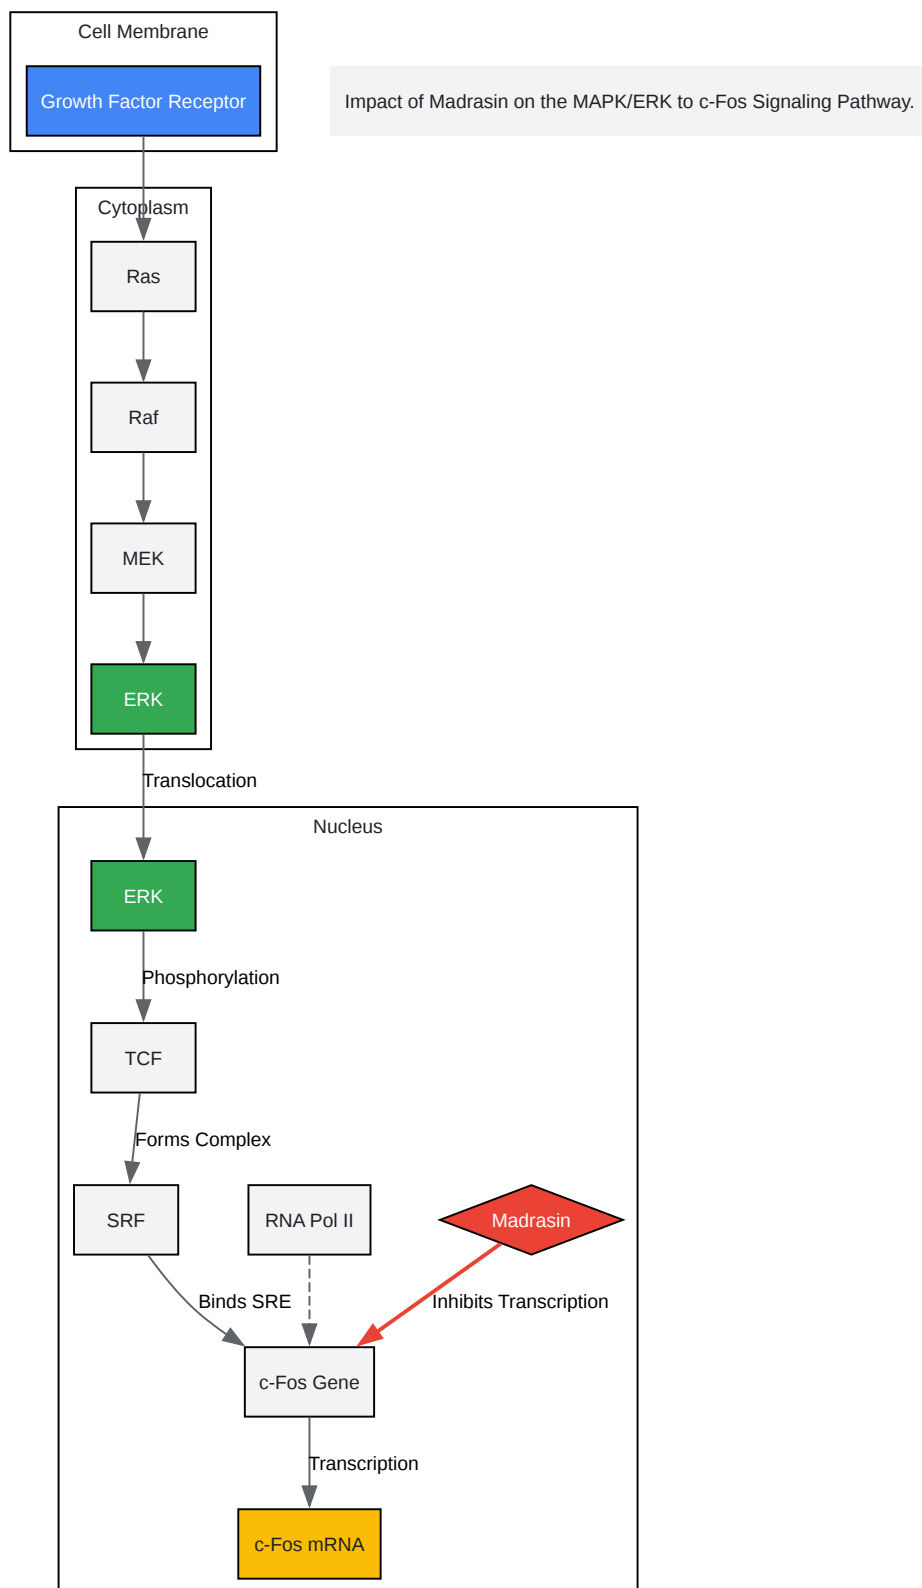 Cell Membrane
Growth Factor Receptor
Impact of Madrasin on the MAPK/ERK to c-Fos Signaling Pathway.
Cytoplasm
Ras
Raf
MEK
ERK
Translocation
Nucleus
ERK
Phosphorylation
TCF
Forms Complex
SRF
RNA Pol II
Madrasin
Binds SRE
Inhibits Transcription
c-Fos Gene
Transcription
c-Fos mRNA